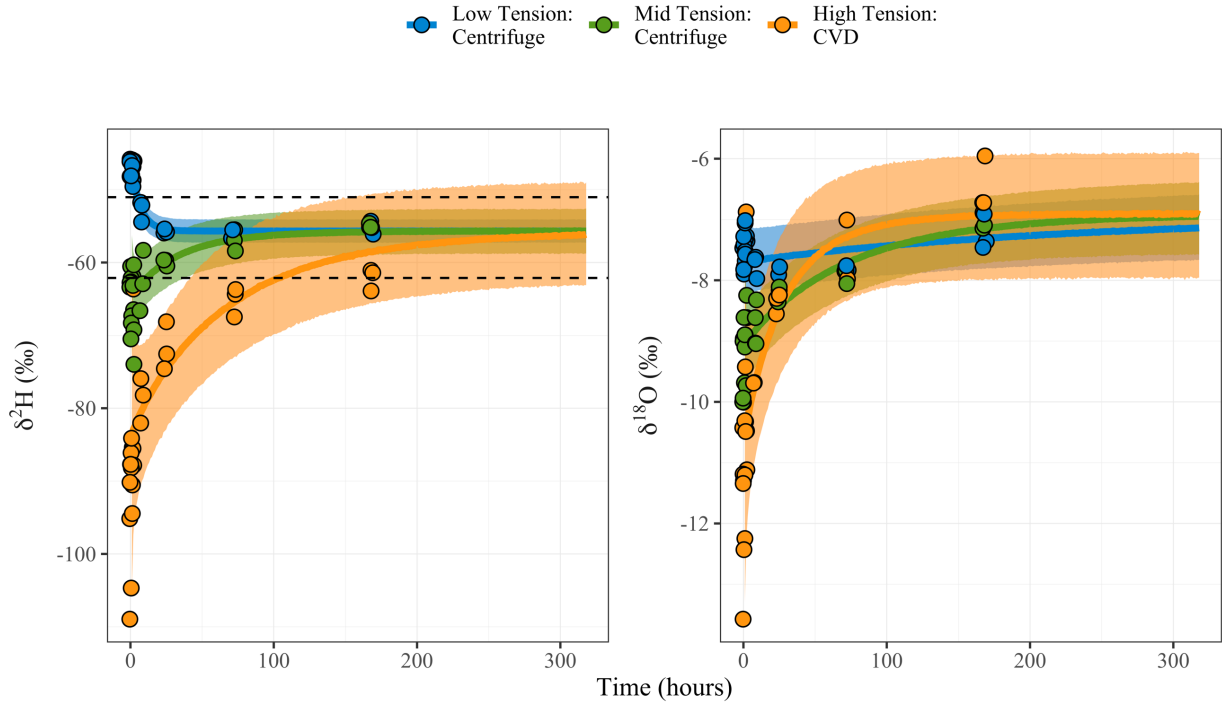 Low Tension:
Centrifuge
Mid Tension:
Centrifuge
High Tension:
CVD
δ²H (‰)
-60
-80
-100
0
100
200
300
δ¹⁸O (‰)
-6
-8
-10
-12
0
100
200
300
Time (hours)